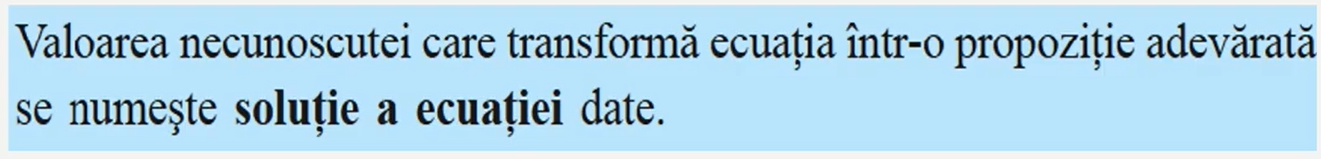 Valoarea necunoscutei care transformă ecuația într-o propoziție adevărată
se numește soluție a ecuației date.